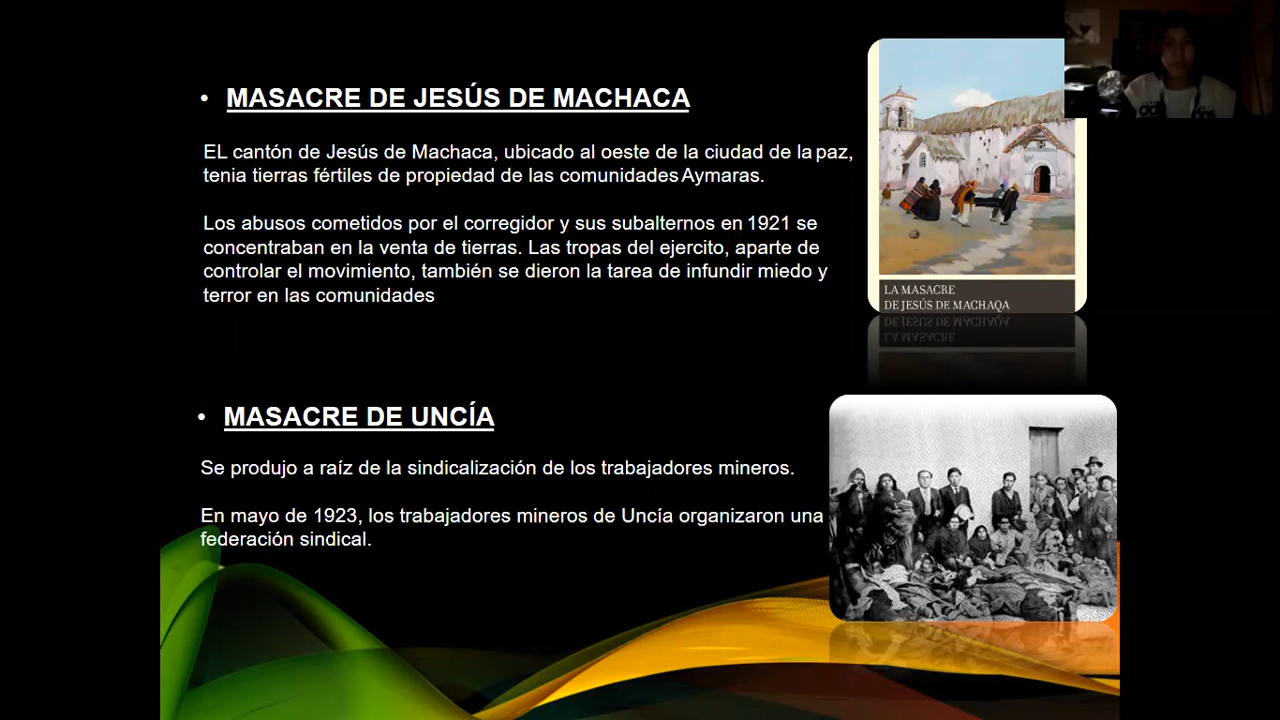 • MASACRE DE JESÚS DE MACHACA
EL cantón de Jesús de Machaca, ubicado al oeste de la ciudad de la paz,
tenia tierras fértiles de propiedad de las comunidades Aymaras.
Los abusos cometidos por el corregidor y sus subalternos en 1921 se
concentraban en la venta de tierras. Las tropas del ejercito, aparte de
controlar el movimiento, también se dieron la tarea de infundir miedo y
terror en las comunidades
LA MASACRE
DE JESÚS DE MACHAQA
• MASACRE DE UNCÍA
Se produjo a raíz de la sindicalización de los trabajadores mineros.
En mayo de 1923, los trabajadores mineros de Uncía organizaron una
federación sindical.